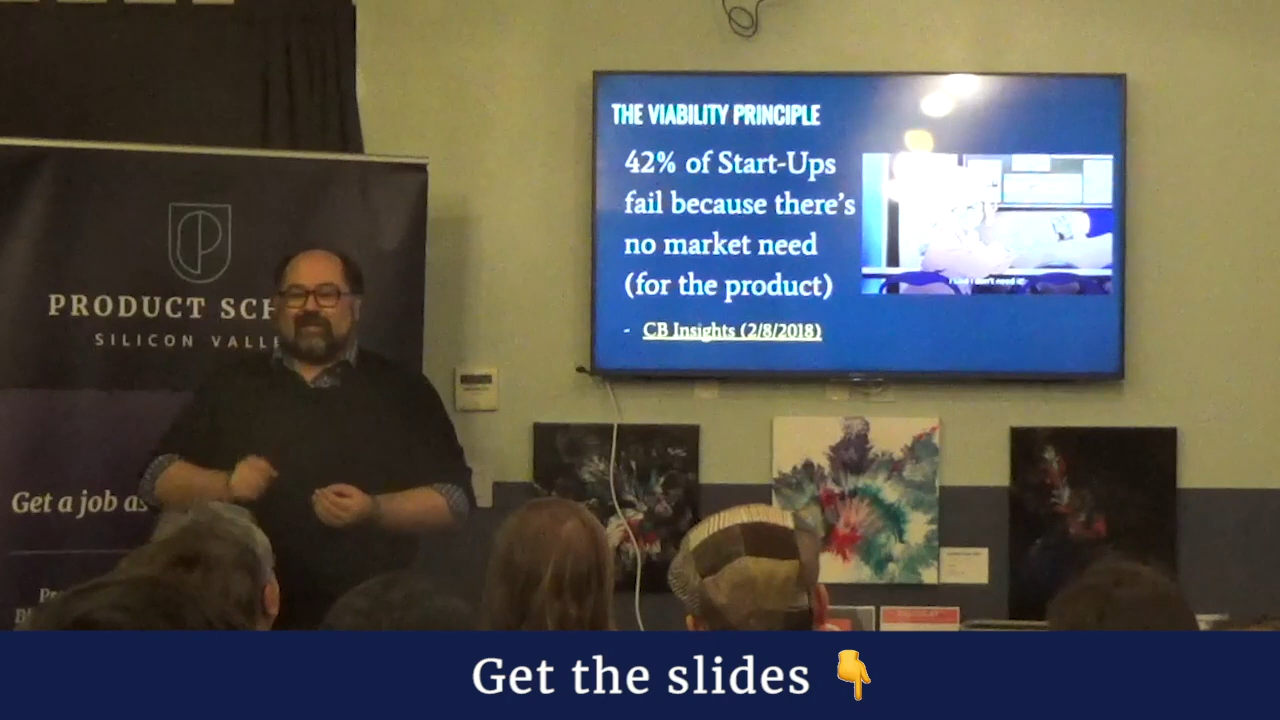 PRODUCT SCH
SILICON VALLE
Get a job as
THE VIABILITY PRINCIPLE
42% of Start-Ups
fail because there's
no market need
(for the product)
- CB Insights (2/8/2018)
Get the slides 👇